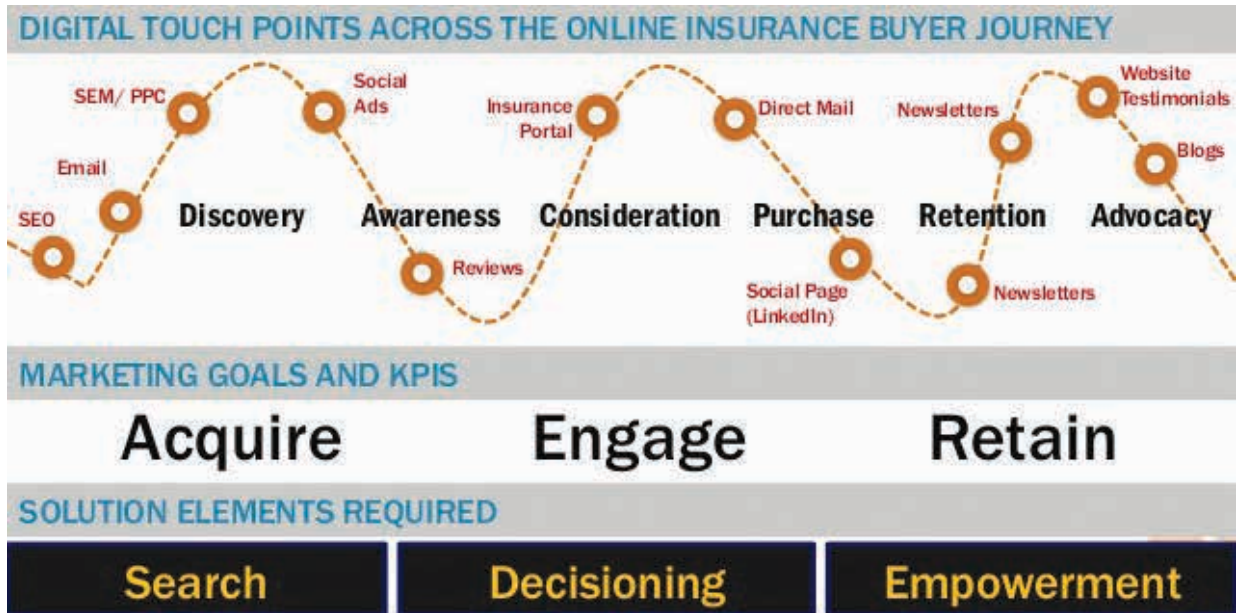 DIGITAL TOUCH POINTS ACROSS THE ONLINE INSURANCE BUYER JOURNEY
SEO
Email
SEM/ PPC
Social
Ads
Reviews
Insurance
Portal
Direct Mail
Social Page
(LinkedIn)
Newsletters
Newsletters
Website
Testimonials
Blogs
Discovery
Awareness
Consideration
Purchase
Retention
Advocacy
MARKETING GOALS AND KPIS
Acquire
Engage
Retain
SOLUTION ELEMENTS REQUIRED
Search
Decisioning
Empowerment